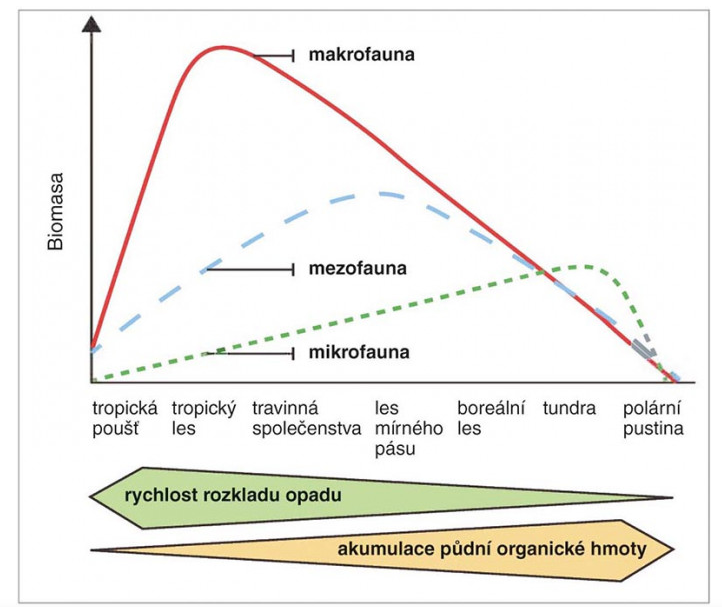 makrofauna
Biomasa
mezofauna
mikrofauna
tropická
poušť
tropický
les
travinná
společenstva
les
mírného
pásu
boreální
les
tundra
polární
pustina
rychlost rozkladu opadu
akumulace půdní organické hmoty